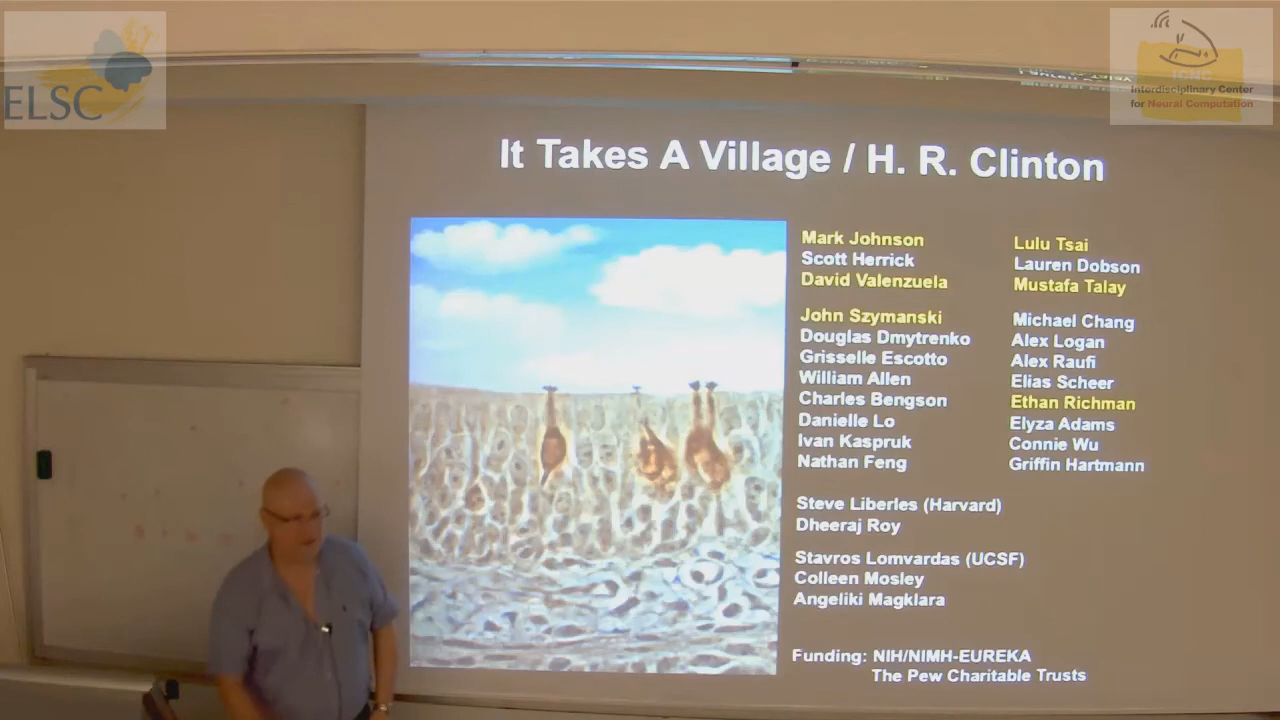 ELSC
ICNC
Interdisciplinary Center
for Neural Computation
It Takes A Village / H. R. Clinton
Mark Johnson
Scott Herrick
David Valenzuela
John Szymanski
Douglas Dmytrenko
Grisselle Escotto
William Allen
Charles Bengson
Danielle Lo
Ivan Kaspruk
Nathan Feng
Lulu Tsai
Lauren Dobson
Mustafa Talay
Michael Chang
Alex Logan
Alex Raufi
Elias Scheer
Ethan Richman
Elyza Adams
Connie Wu
Griffin Hartmann
Steve Liberles (Harvard)
Dheeraj Roy
Stavros Lomvardas (UCSF)
Colleen Mosley
Angeliki Magklara
Funding: NIH/NIMH-EUREKA
The Pew Charitable Trusts